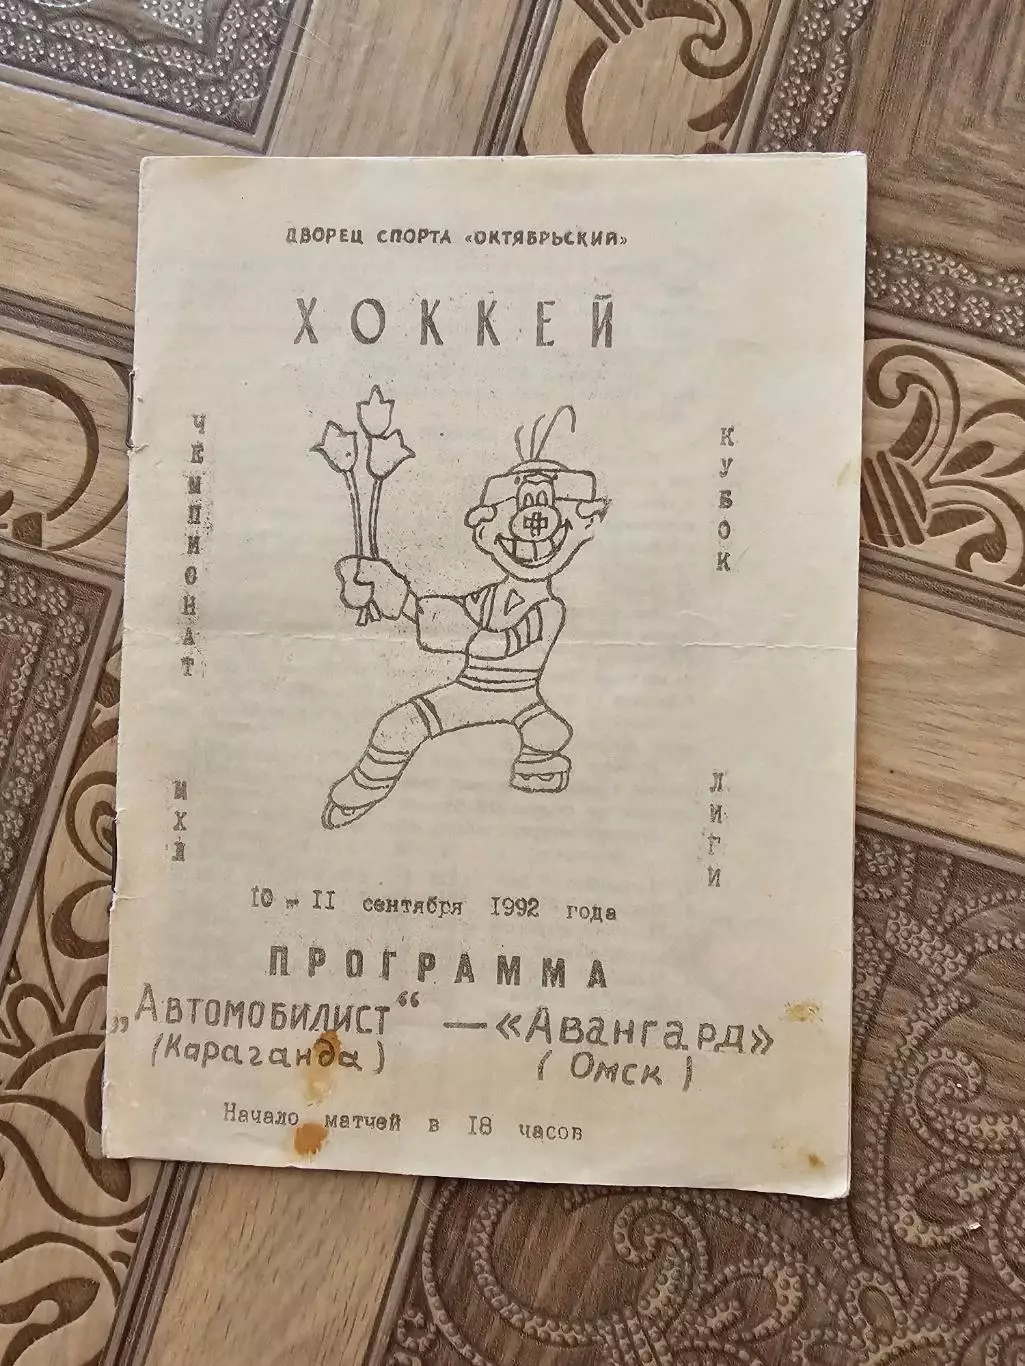 ДВОРЕЦ СПОРТА «ОКТЯБРЬСКИЙ»
ХОККЕЙ
ЧЕМПИОНАТ
МХЛ
КУБОК
ЛИГИ
10 - 11 сентября 1992 года
ПРОГРАММА
„АВТОМОБИЛИСТ“ — «АВАНГАРД»
(Караганда) (Омск)
Начало матчей в 18 часов